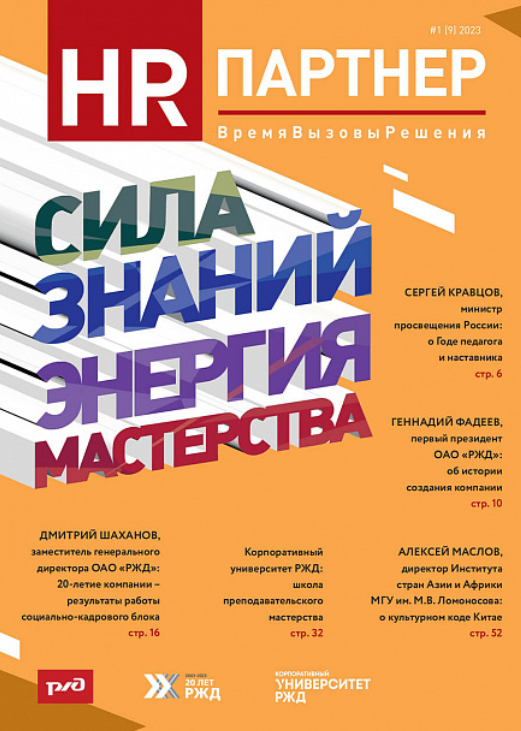 #1 (9) 2023
HR ПАРТНЕР
ВремяВызовыРешения
СИЛА
ЗНАНИЙ
ЭНЕРГИЯ
МАСТЕРСТВА
СЕРГЕЙ КРАВЦОВ,
министр
просвещения России:
о Годе педагога
и наставника
стр. 6
ГЕННАДИЙ ФАДЕЕВ,
первый президент
ОАО «РЖД»:
об истории
создания компании
стр. 10
ДМИТРИЙ ШАХАНОВ,
заместитель генерального
директора ОАО «РЖД»:
20-летие компании –
результаты работы
социально-кадрового блока
стр. 16
Корпоративный
университет РЖД:
школа
преподавательского
мастерства
стр. 32
АЛЕКСЕЙ МАСЛОВ,
директор Института
стран Азии и Африки
МГУ им. М.В. Ломоносова:
о культурном коде Китае
стр. 52
ржд
2003-2023
20 ЛЕТ
РЖД
КОРПОРАТИВНЫЙ
УНИВЕРСИТЕТ
РЖД